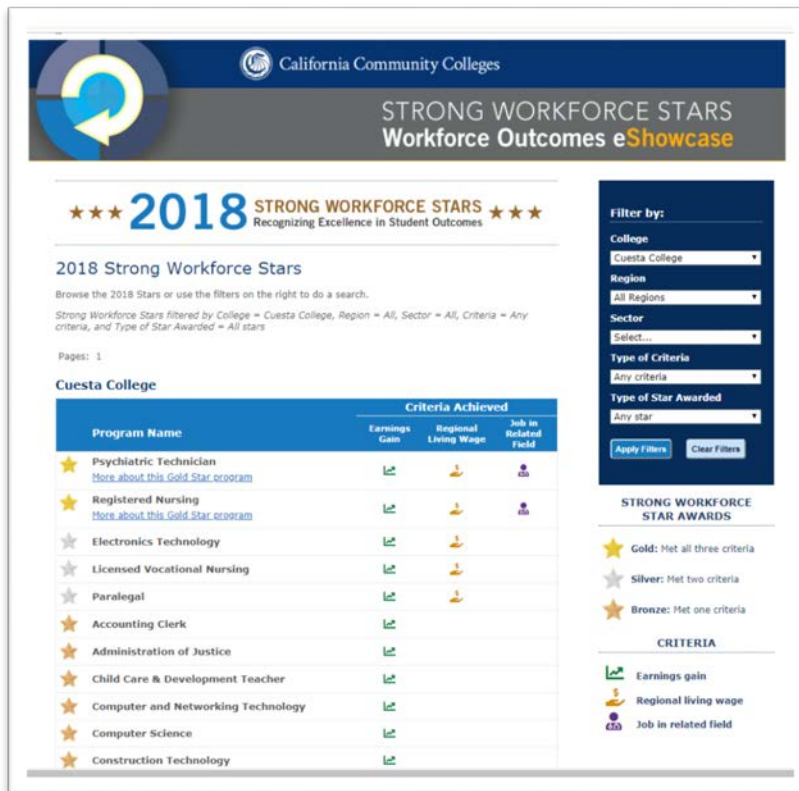 California Community Colleges
STRONG WORKFORCE STARS
Workforce Outcomes eShowcase
2018 STRONG WORKFORCE STARS
Recognizing Excellence in Student Outcomes
2018 Strong Workforce Stars
Browse the 2018 Stars or use the filters on the right to do a search.
Strong Workforce Stars filtered by College = Cuesta College, Region = All, Sector = All, Criteria = Any
criteria, and Type of Star Awarded = All stars
Pages: 1
Cuesta College
Criteria Achieved
Program Name
Earnings
Gain
Regional
Living Wage
Job in
Related
Field
Psychiatric Technician
More about this Gold Star program
Registered Nursing
More about this Gold Star program
Electronics Technology
Licensed Vocational Nursing
Paralegal
Accounting Clerk
Administration of Justice
Child Care & Development Teacher
Computer and Networking Technology
Computer Science
Construction Technology
Filter by:
College
Cuesta College
Region
All Regions
Sector
Select...
Type of Criteria
Any criteria
Type of Star Awarded
Any star
Apply Filters
Clear Filters
STRONG WORKFORCE
STAR AWARDS
Gold: Met all three criteria
Silver: Met two criteria
Bronze: Met one criteria
CRITERIA
Earnings gain
Regional living wage
Job in related field